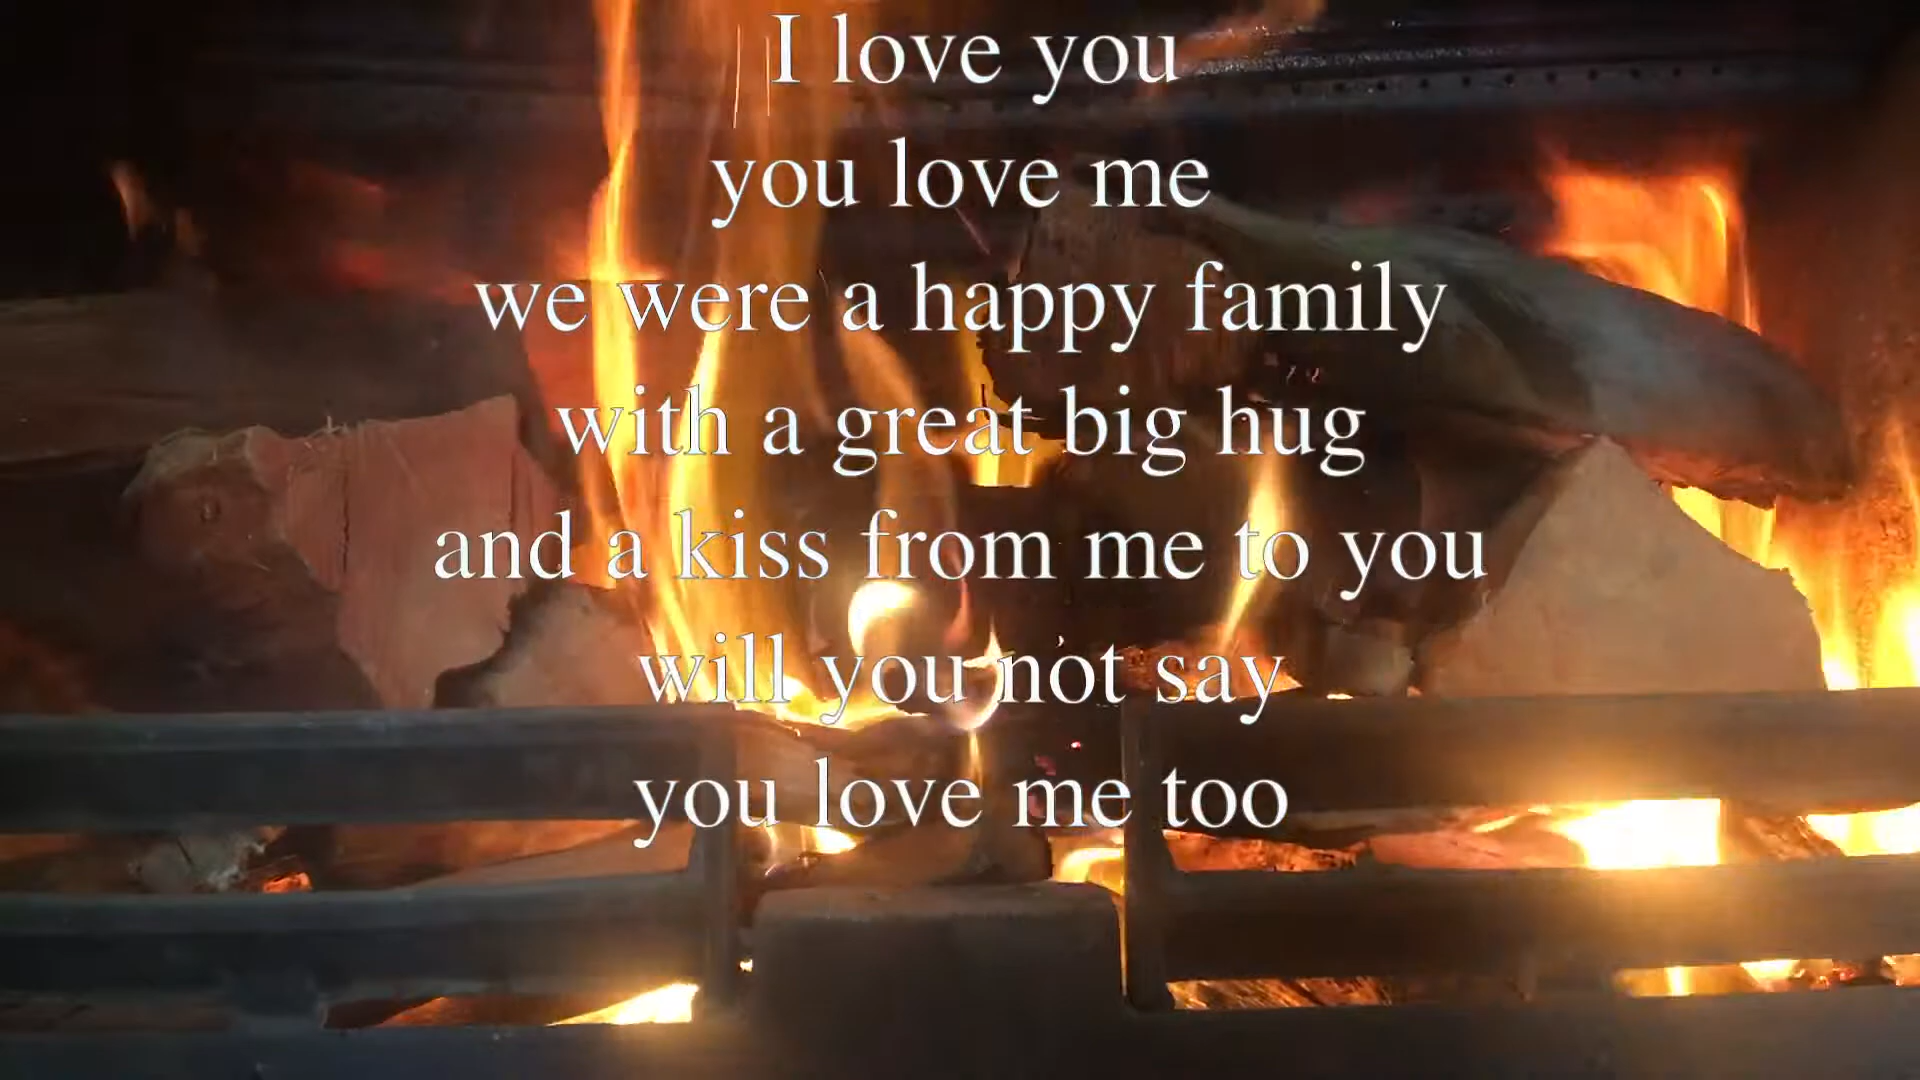 I love you
you love me
we were a happy family
with a great big hug
and a kiss from me to you
will you not say
you love me too